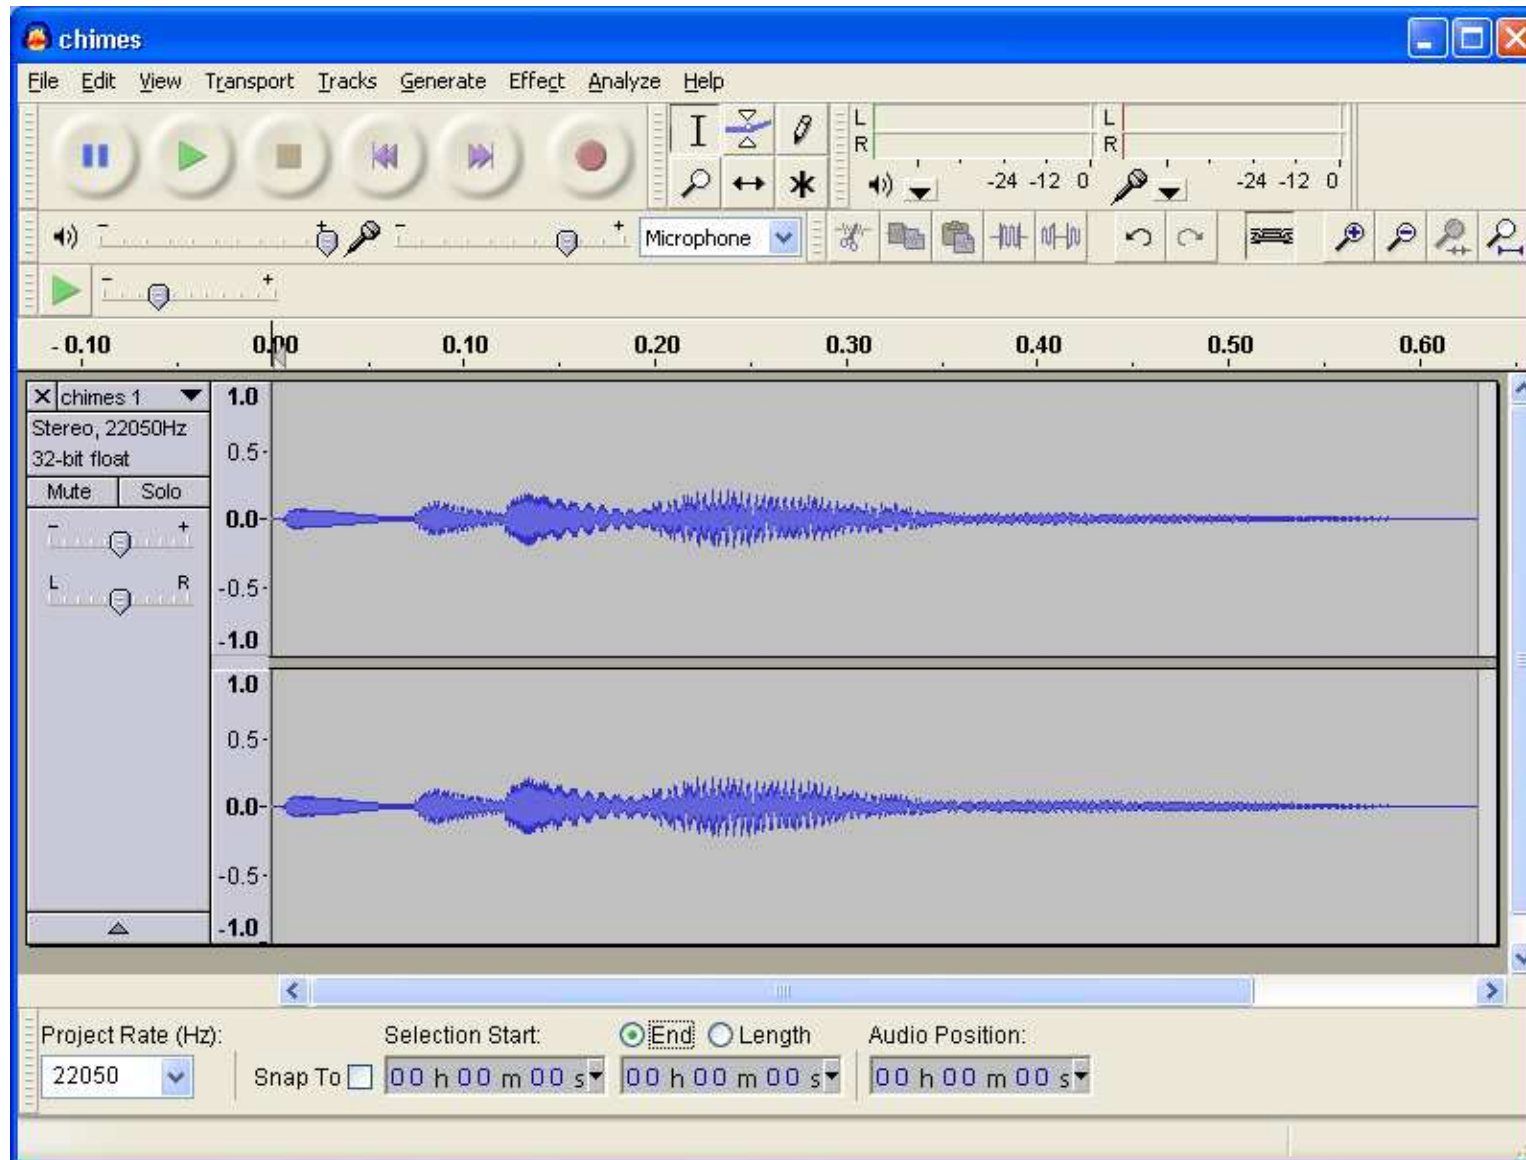 chimes
File Edit View Transport Tracks Generate Effect Analyze Help
L L
R R
-24 -12 0 -24 -12 0
- + - + Microphone
- +
- 0.10 0.00 0.10 0.20 0.30 0.40 0.50 0.60
X chimes 1 1.0
Stereo, 22050Hz
32-bit float 0.5-
Mute Solo
- + 0.0-
L R -0.5-
-1.0
1.0
0.5-
0.0-
-0.5-
-1.0
Project Rate (Hz): Selection Start: End Length Audio Position:
22050 Snap To 00 h 00 m 00 s 00 h 00 m 00 s 00 h 00 m 00 s